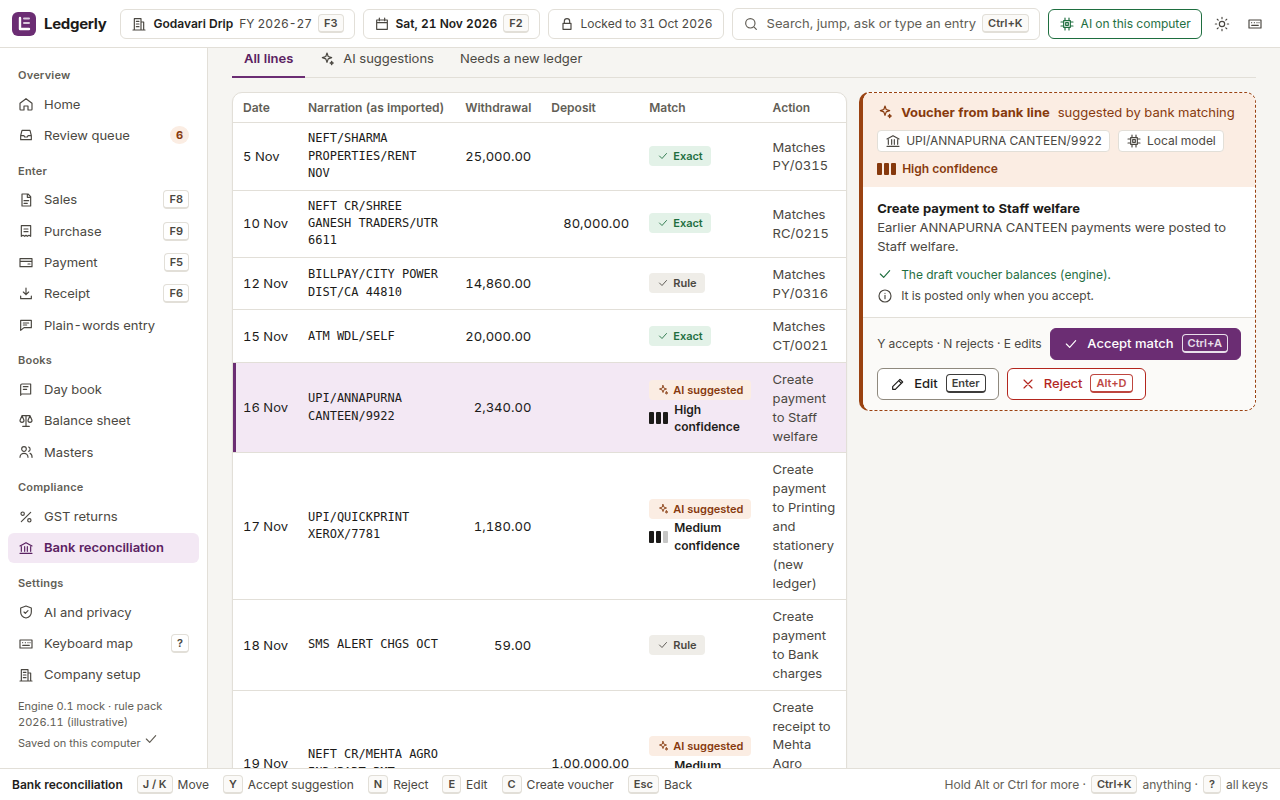 Ledgerly
Godavari Drip FY 2026-27 F3
Sat, 21 Nov 2026 F2
Locked to 31 Oct 2026
Search, jump, ask or type an entry Ctrl+K
AI on this computer
Overview
Home
Review queue 6
Enter
Sales F8
Purchase F9
Payment F5
Receipt F6
Plain-words entry
Books
Day book
Balance sheet
Masters
Compliance
GST returns
Bank reconciliation
Settings
AI and privacy
Keyboard map ?
Company setup
Engine 0.1 mock · rule pack
2026.11 (illustrative)
Saved on this computer
All lines AI suggestions Needs a new ledger
Date Narration (as imported) Withdrawal Deposit Match Action
5 Nov
NEFT/SHARMA
PROPERTIES/RENT
NOV
25,000.00
Exact
Matches
PY/0315
10 Nov
NEFT CR/SHREE
GANESH TRADERS/UTR
6611
80,000.00
Exact
Matches
RC/0215
12 Nov
BILLPAY/CITY POWER
DIST/CA 44810
14,860.00
Rule
Matches
PY/0316
15 Nov
ATM WDL/SELF
20,000.00
Exact
Matches
CT/0021
16 Nov
UPI/ANNAPURNA
CANTEEN/9922
2,340.00
AI suggested
High
confidence
Create
payment
to Staff
welfare
17 Nov
UPI/QUICKPRINT
XEROX/7781
1,180.00
AI suggested
Medium
confidence
Create
payment
to Printing
and
stationery
(new
ledger)
18 Nov
SMS ALERT CHGS OCT
59.00
Rule
Create
payment
to Bank
charges
19 Nov
NEFT CR/MEHTA AGRO
1,00,000.00
AI suggested
Medium
Create
receipt to
Mehta
Agro
Voucher from bank line suggested by bank matching
UPI/ANNAPURNA CANTEEN/9922
Local model
High confidence
Create payment to Staff welfare
Earlier ANNAPURNA CANTEEN payments were posted to
Staff welfare.
The draft voucher balances (engine).
It is posted only when you accept.
Y accepts · N rejects · E edits
Accept match Ctrl+A
Edit Enter
Reject Alt+D
Bank reconciliation J / K Move Y Accept suggestion N Reject E Edit C Create voucher Esc Back
Hold Alt or Ctrl for more · Ctrl+K anything · ? all keys